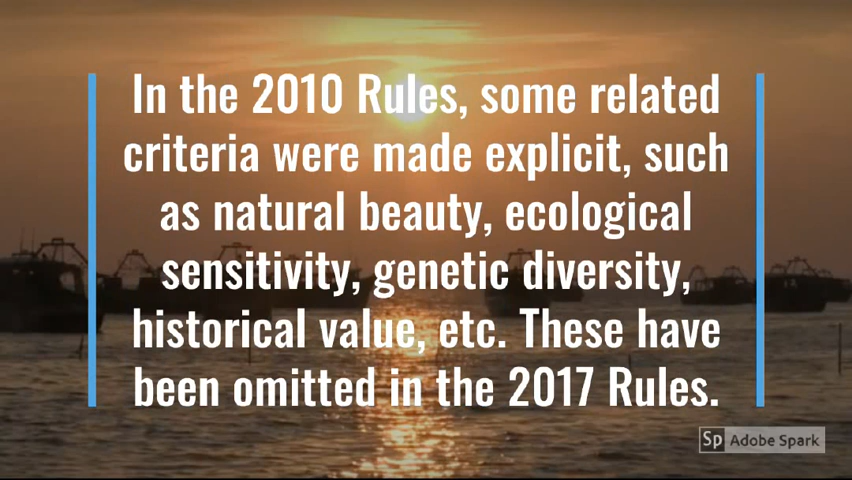 In the 2010 Rules, some related
criteria were made explicit, such
as natural beauty, ecological
sensitivity, genetic diversity,
historical value, etc. These have
been omitted in the 2017 Rules.
Sp Adobe Spark